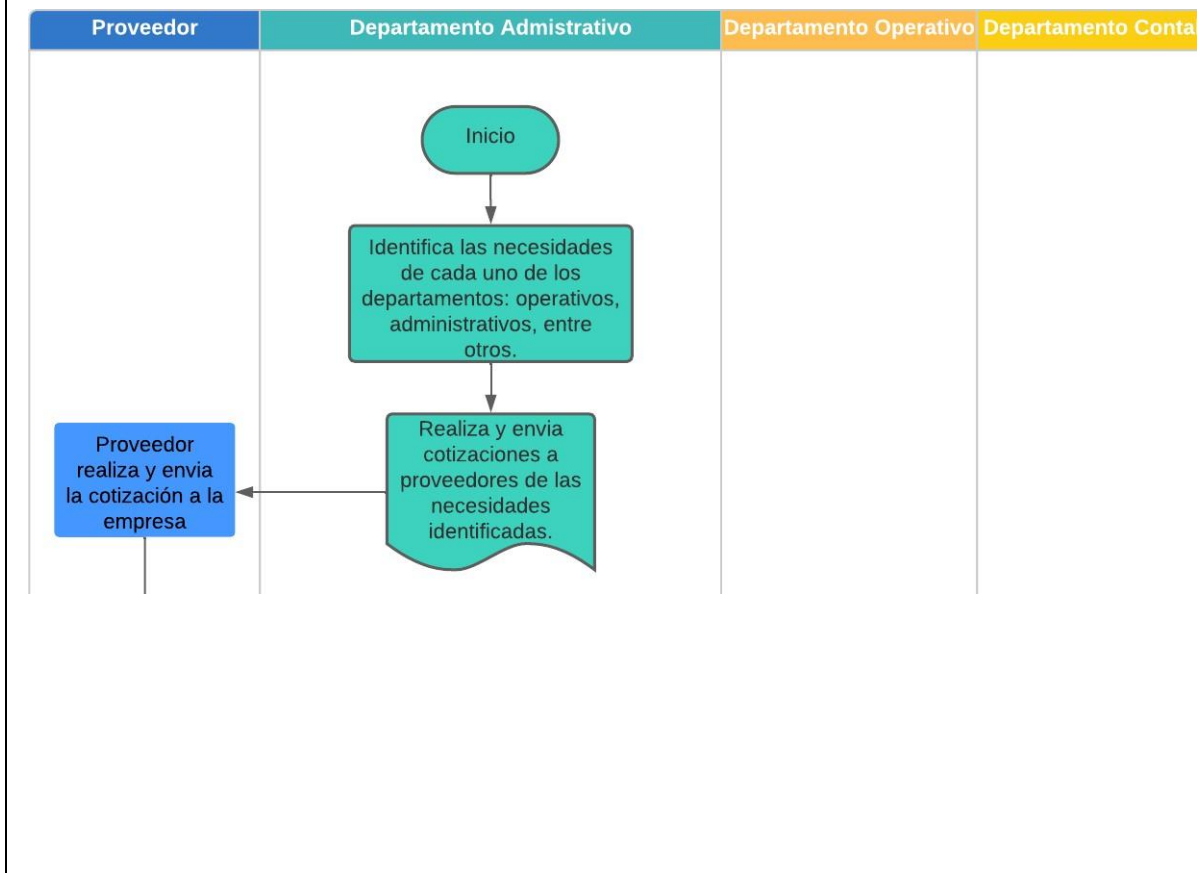 Proveedor
Departamento Admistrativo
Departamento Operativo
Departamento
Inicio
Identifica las necesidades
de cada uno de los
departamentos: operativos,
administrativos, entre
otros.
Realiza y envia
cotizaciones a
proveedores de las
necesidades
identificadas.
Proveedor
realiza y envia
la cotización a la
empresa